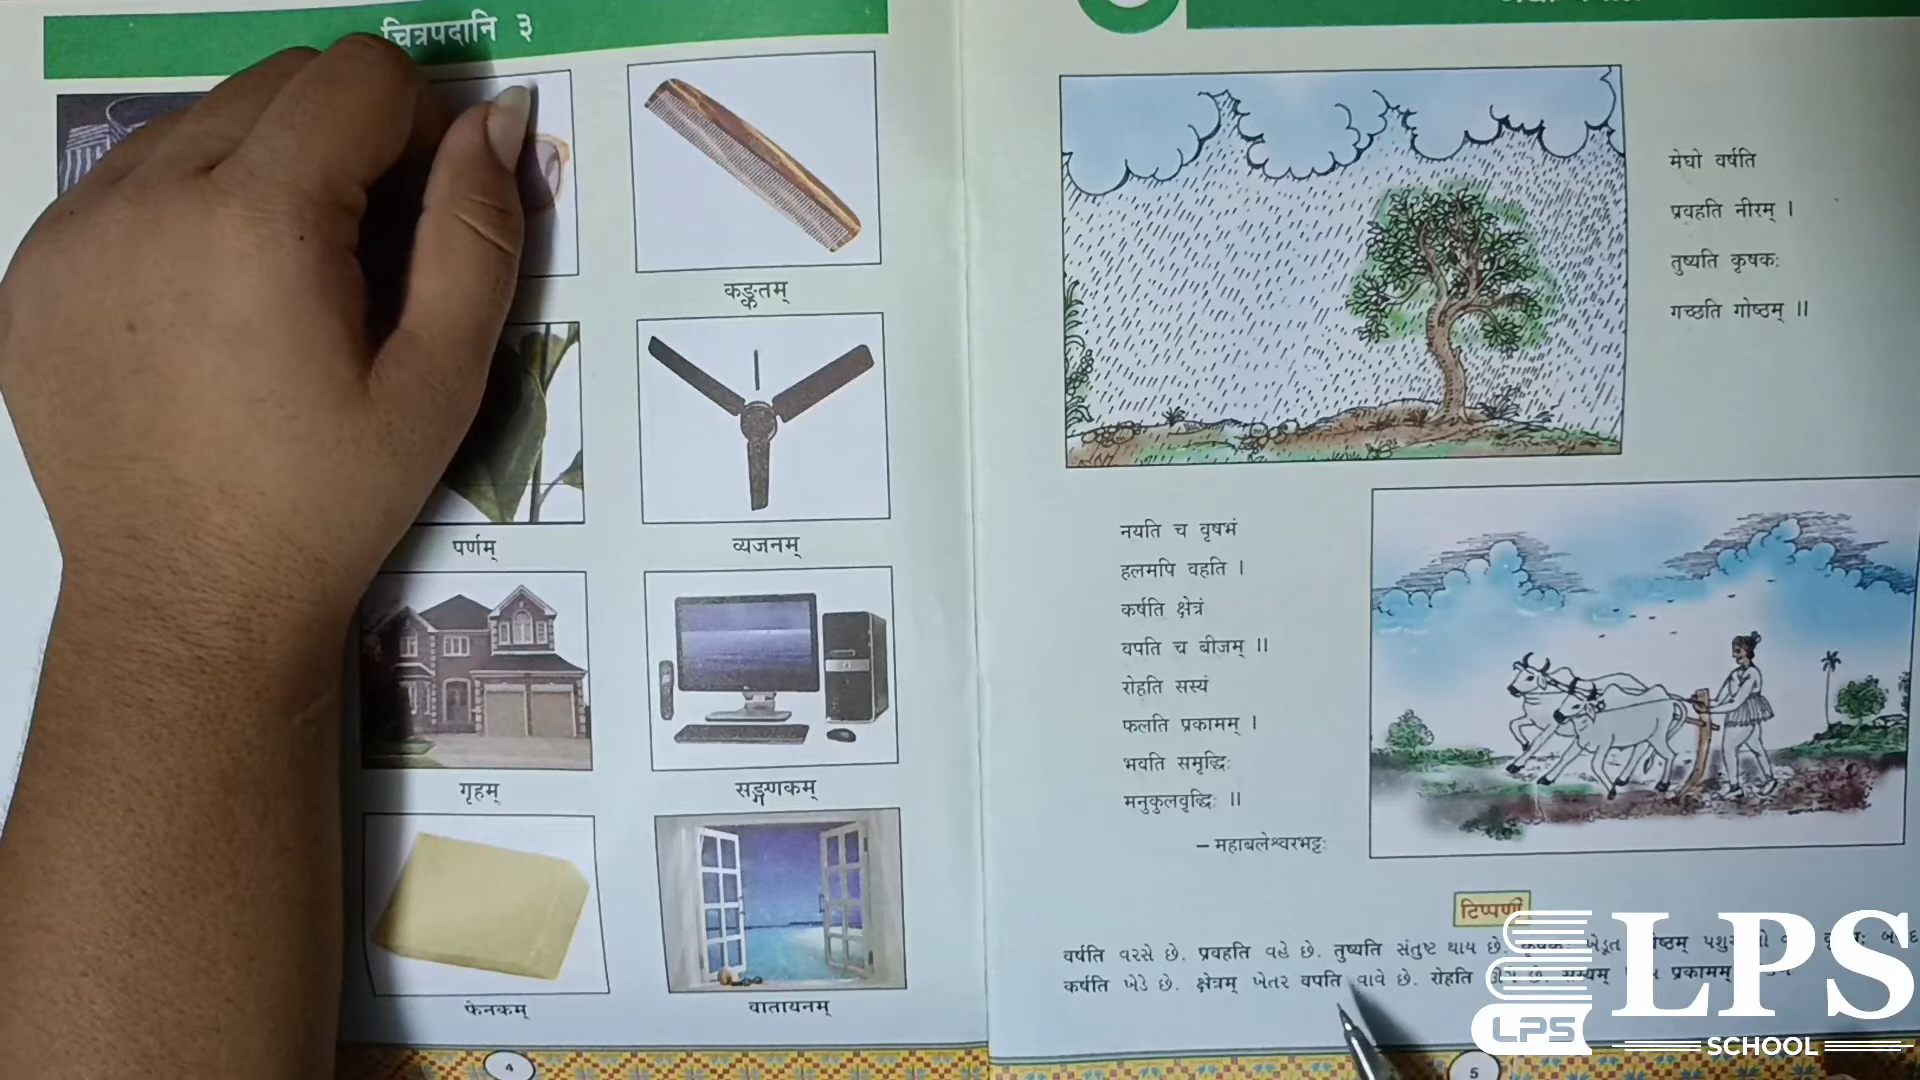 चित्रपदानि ३
कङ्कतम्
पर्णम्
व्यजनम्
गृहम्
सङ्गणकम्
फेनकम्
वातायनम्
4
मेघो वर्षति
प्रवहति नीरम् ।
तुष्यति कृषकः
गच्छति गोष्ठम् ॥
नयति च वृषभं
हलमपि वहति ।
कर्षति क्षेत्रं
वपति च बीजम् ॥
रोहति सस्यं
फलति प्रकामम् ।
भवति समृद्धिः
मनुकुलवृद्धिः ॥
– महाबलेश्वरभट्टः
टिप्पणी
वर्षति વરસે છે. प्रवहति વહે છે. तुष्यति સંતુષ્ટ થાય છે. ખેડૂત
कर्षति ખેડે છે. क्षेत्रम् ખેતર वपति વાવે છે. रोहति प्रकामम्
5
LPS
LPS
SCHOOL